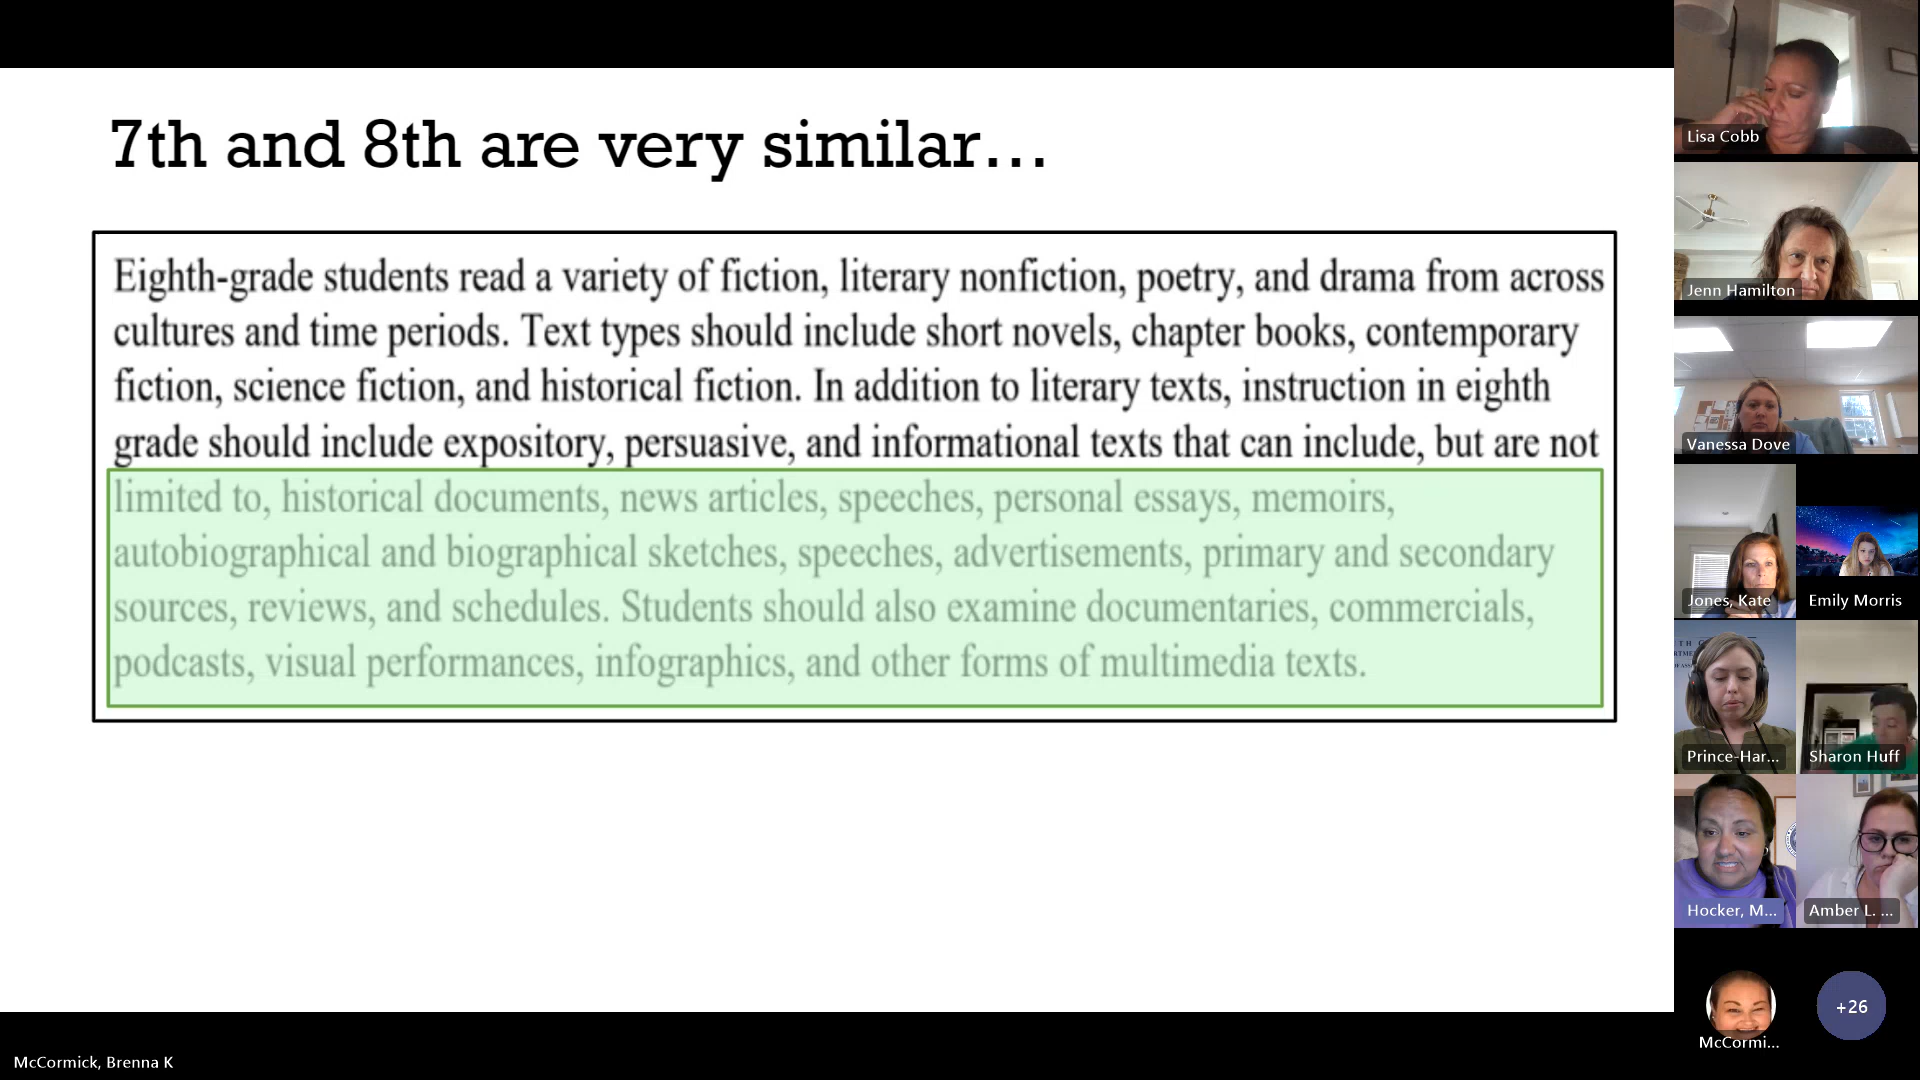 7th and 8th are very similar...
Eighth-grade students read a variety of fiction, literary nonfiction, poetry, and drama from across
cultures and time periods. Text types should include short novels, chapter books, contemporary
fiction, science fiction, and historical fiction. In addition to literary texts, instruction in eighth
grade should include expository, persuasive, and informational texts that can include, but are not
limited to, historical documents, news articles, speeches, personal essays, memoirs,
autobiographical and biographical sketches, speeches, advertisements, primary and secondary
sources, reviews, and schedules. Students should also examine documentaries, commercials,
podcasts, visual performances, infographics, and other forms of multimedia texts.
McCormick, Brenna K
Lisa Cobb
Jenn Hamilton
Vanessa Dove
Jones, Kate
Emily Morris
Prince-Har...
Sharon Huff
Hocker, M...
Amber L. ...
McCormi...
+26